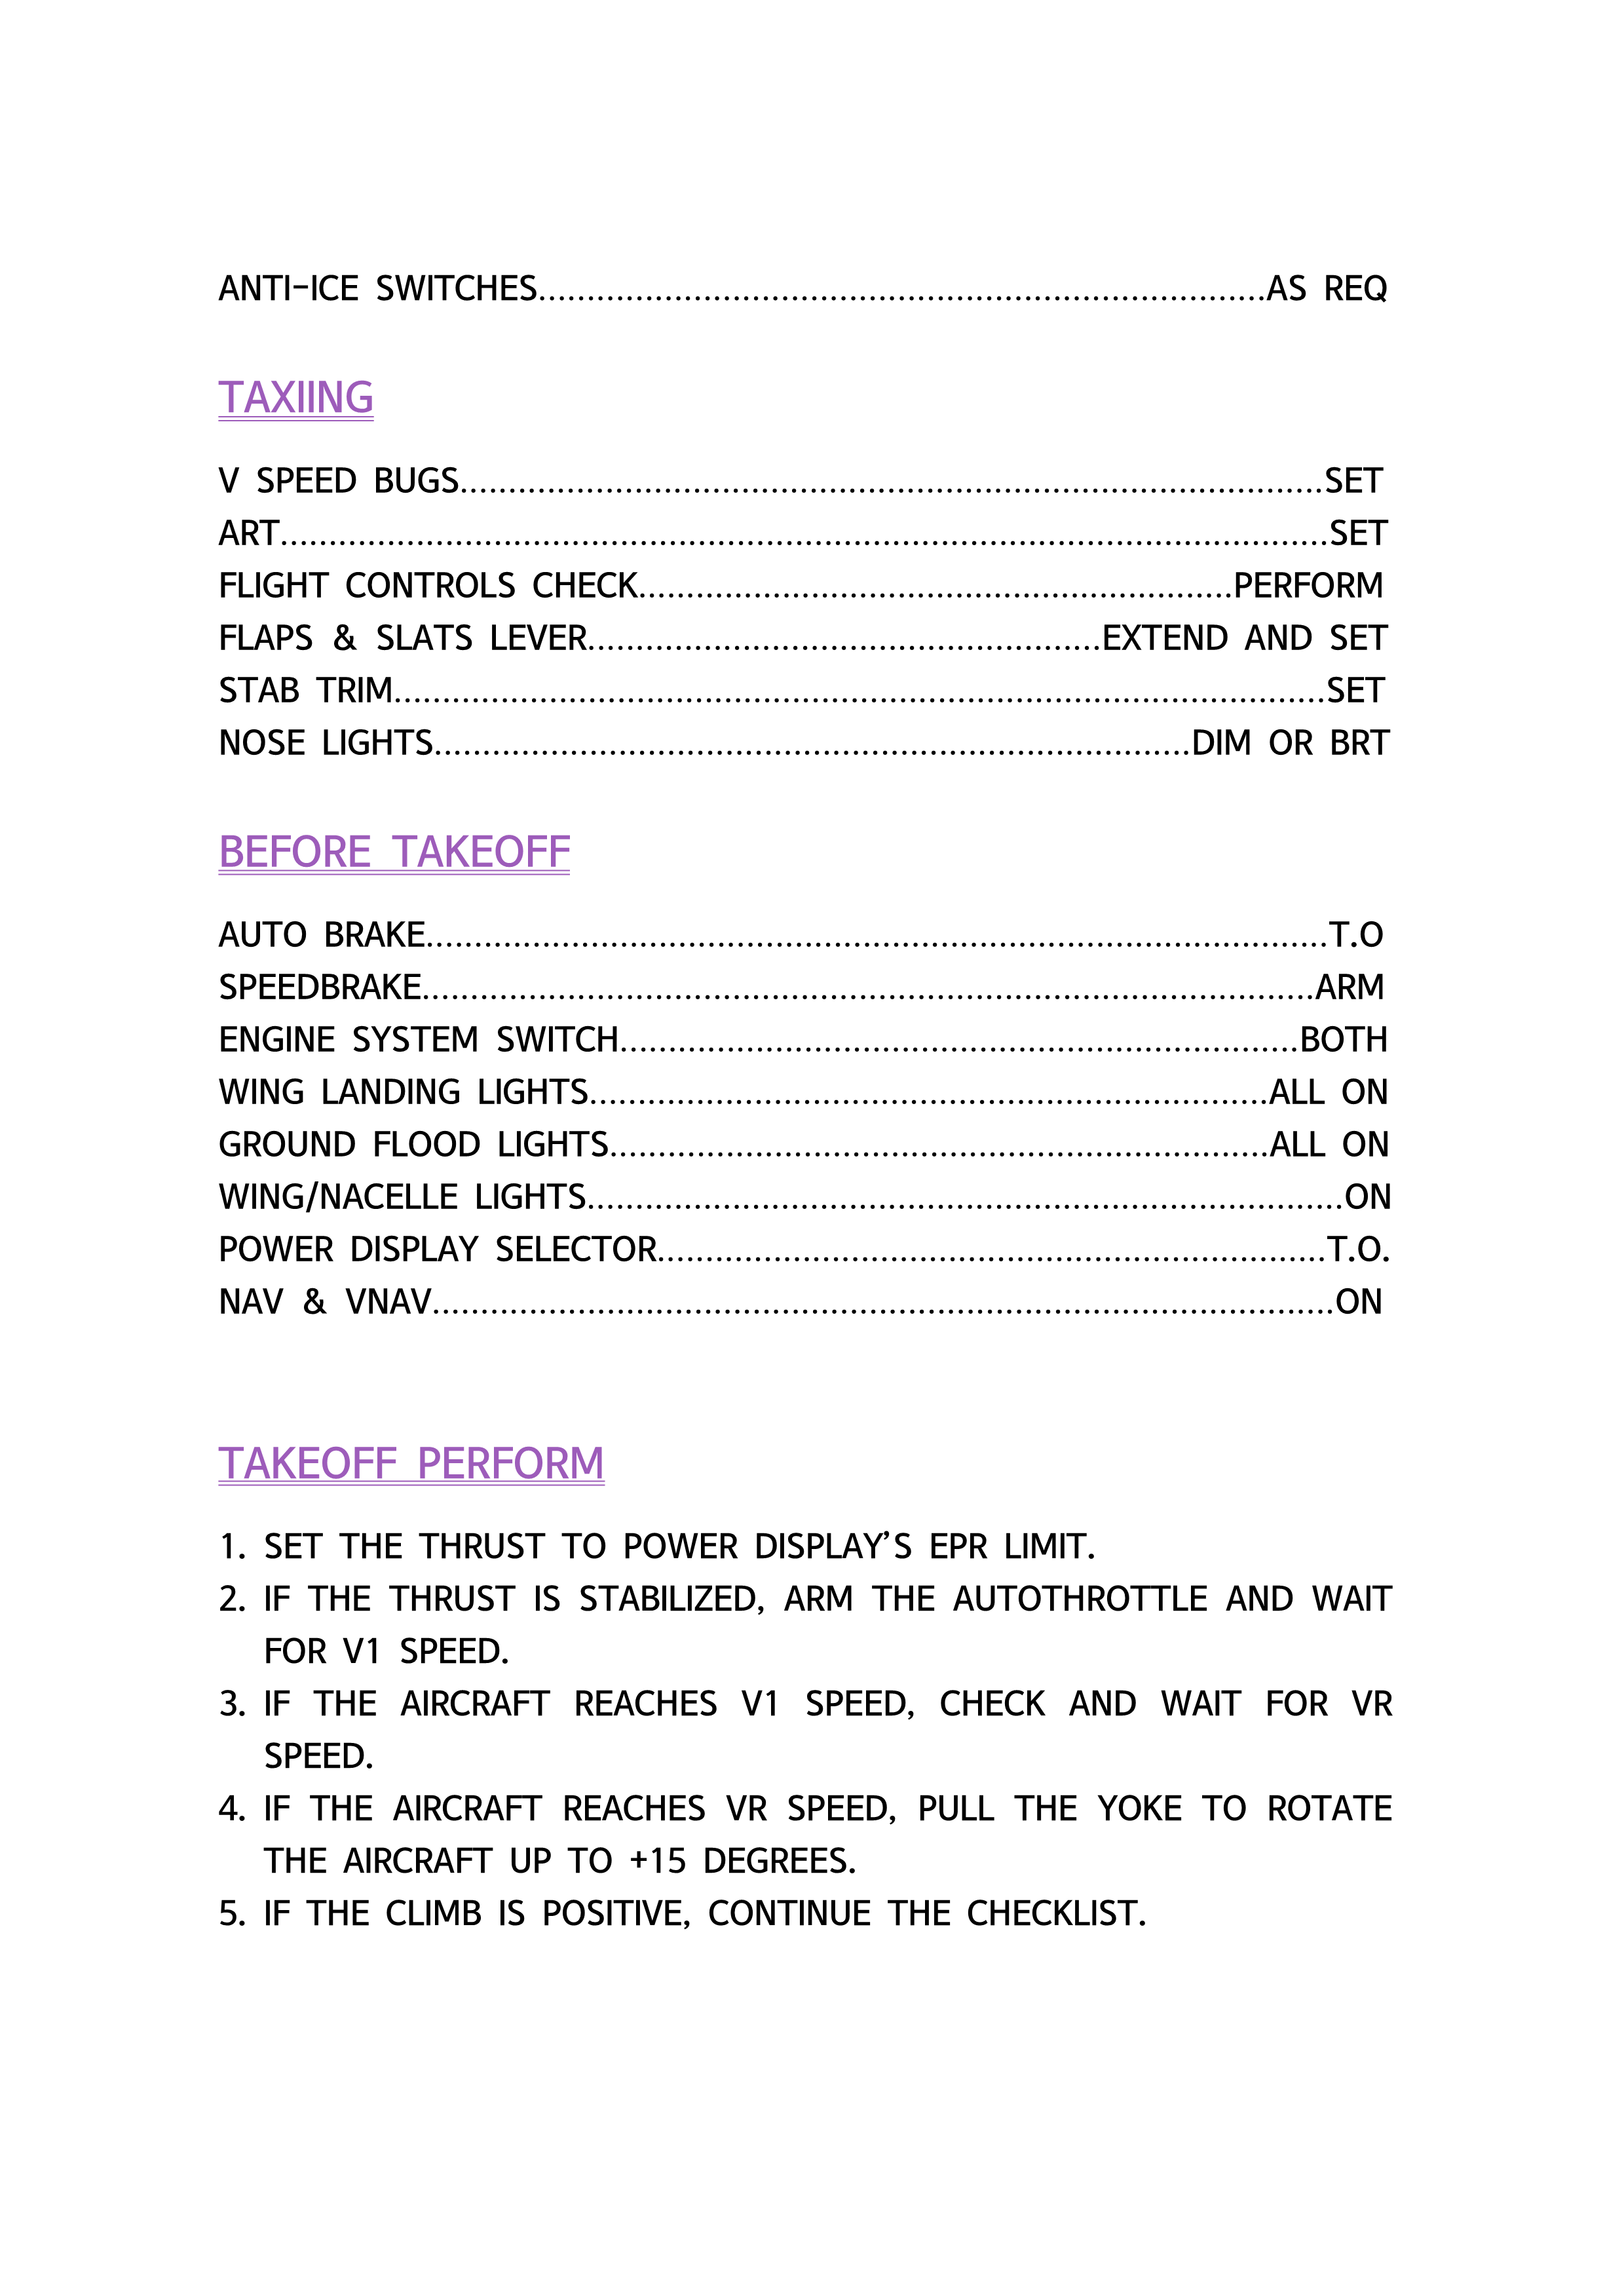 ANTI-ICE SWITCHES..............................................................................AS REQ
TAXIING
V SPEED BUGS............................................................................................SET
ART................................................................................................................SET
FLIGHT CONTROLS CHECK...............................................................PERFORM
FLAPS & SLATS LEVER.......................................................EXTEND AND SET
STAB TRIM....................................................................................................SET
NOSE LIGHTS.................................................................................DIM OR BRT
BEFORE TAKEOFF
AUTO BRAKE................................................................................................T.O
SPEEDBRAKE...............................................................................................ARM
ENGINE SYSTEM SWITCH........................................................................BOTH
WING LANDING LIGHTS........................................................................ALL ON
GROUND FLOOD LIGHTS......................................................................ALL ON
WING/NACELLE LIGHTS.................................................................................ON
POWER DISPLAY SELECTOR.......................................................................T.O.
NAV & VNAV................................................................................................ON
TAKEOFF PERFORM
1. SET THE THRUST TO POWER DISPLAY’S EPR LIMIT.
2. IF THE THRUST IS STABILIZED, ARM THE AUTOTHROTTLE AND WAIT
FOR V1 SPEED.
3. IF THE AIRCRAFT REACHES V1 SPEED, CHECK AND WAIT FOR VR
SPEED.
4. IF THE AIRCRAFT REACHES VR SPEED, PULL THE YOKE TO ROTATE
THE AIRCRAFT UP TO +15 DEGREES.
5. IF THE CLIMB IS POSITIVE, CONTINUE THE CHECKLIST.